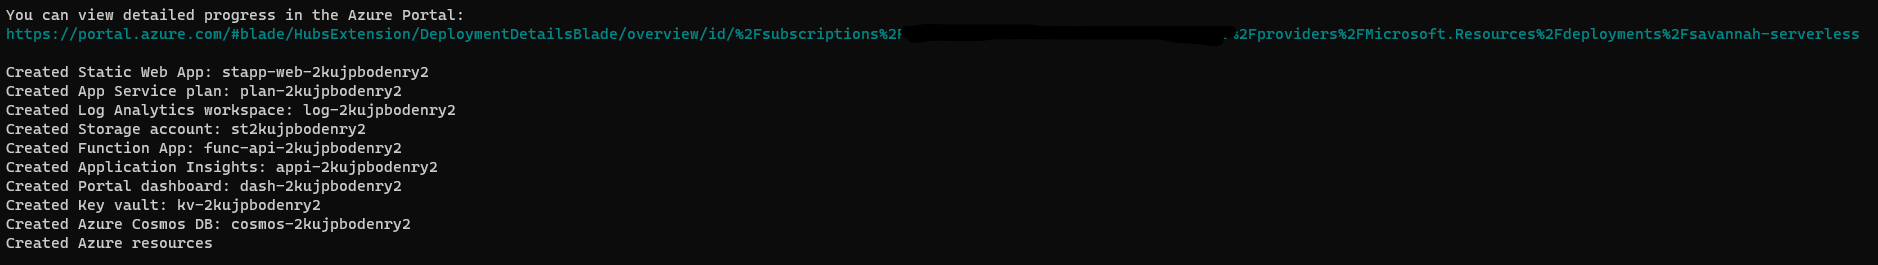 You can view detailed progress in the Azure Portal:
https://portal.azure.com/#blade/HubsExtension/DeploymentDetailsBlade/overview/id/%2Fsubscriptions%2F %2Fproviders%2FMicrosoft.Resources%2Fdeployments%2Fsavannah-serverless
Created Static Web App: stapp-web-2kujpbodenry2
Created App Service plan: plan-2kujpbodenry2
Created Log Analytics workspace: log-2kujpbodenry2
Created Storage account: st2kujpbodenry2
Created Function App: func-api-2kujpbodenry2
Created Application Insights: appi-2kujpbodenry2
Created Portal dashboard: dash-2kujpbodenry2
Created Key vault: kv-2kujpbodenry2
Created Azure Cosmos DB: cosmos-2kujpbodenry2
Created Azure resources